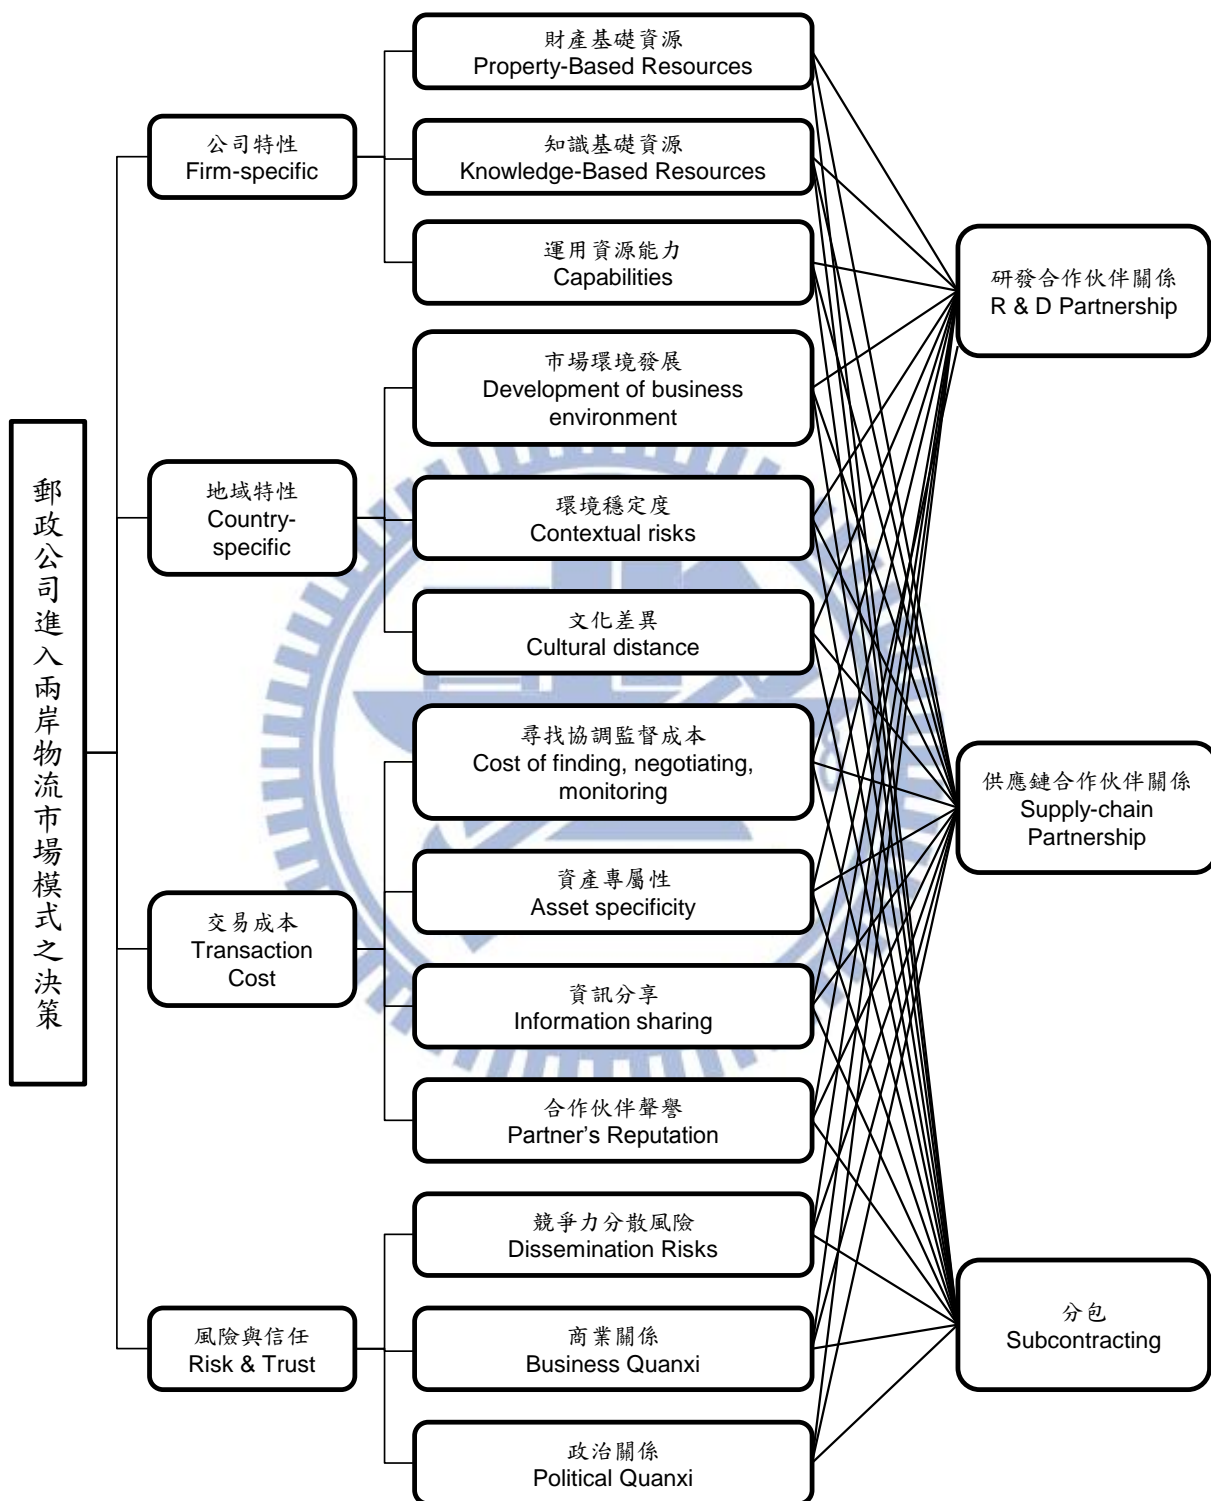 郵政公司進入兩岸物流市場模式之決策
公司特性
Firm-specific
地域特性
Country-
specific
交易成本
Transaction
Cost
風險與信任
Risk & Trust
財產基礎資源
Property-Based Resources
知識基礎資源
Knowledge-Based Resources
運用資源能力
Capabilities
市場環境發展
Development of business
environment
環境穩定度
Contextual risks
文化差異
Cultural distance
尋找協調監督成本
Cost of finding, negotiating,
monitoring
資產專屬性
Asset specificity
資訊分享
Information sharing
合作伙伴聲譽
Partner’s Reputation
競爭力分散風險
Dissemination Risks
商業關係
Business Quanxi
政治關係
Political Quanxi
研發合作伙伴關係
R & D Partnership
供應鏈合作伙伴關係
Supply-chain
Partnership
分包
Subcontracting